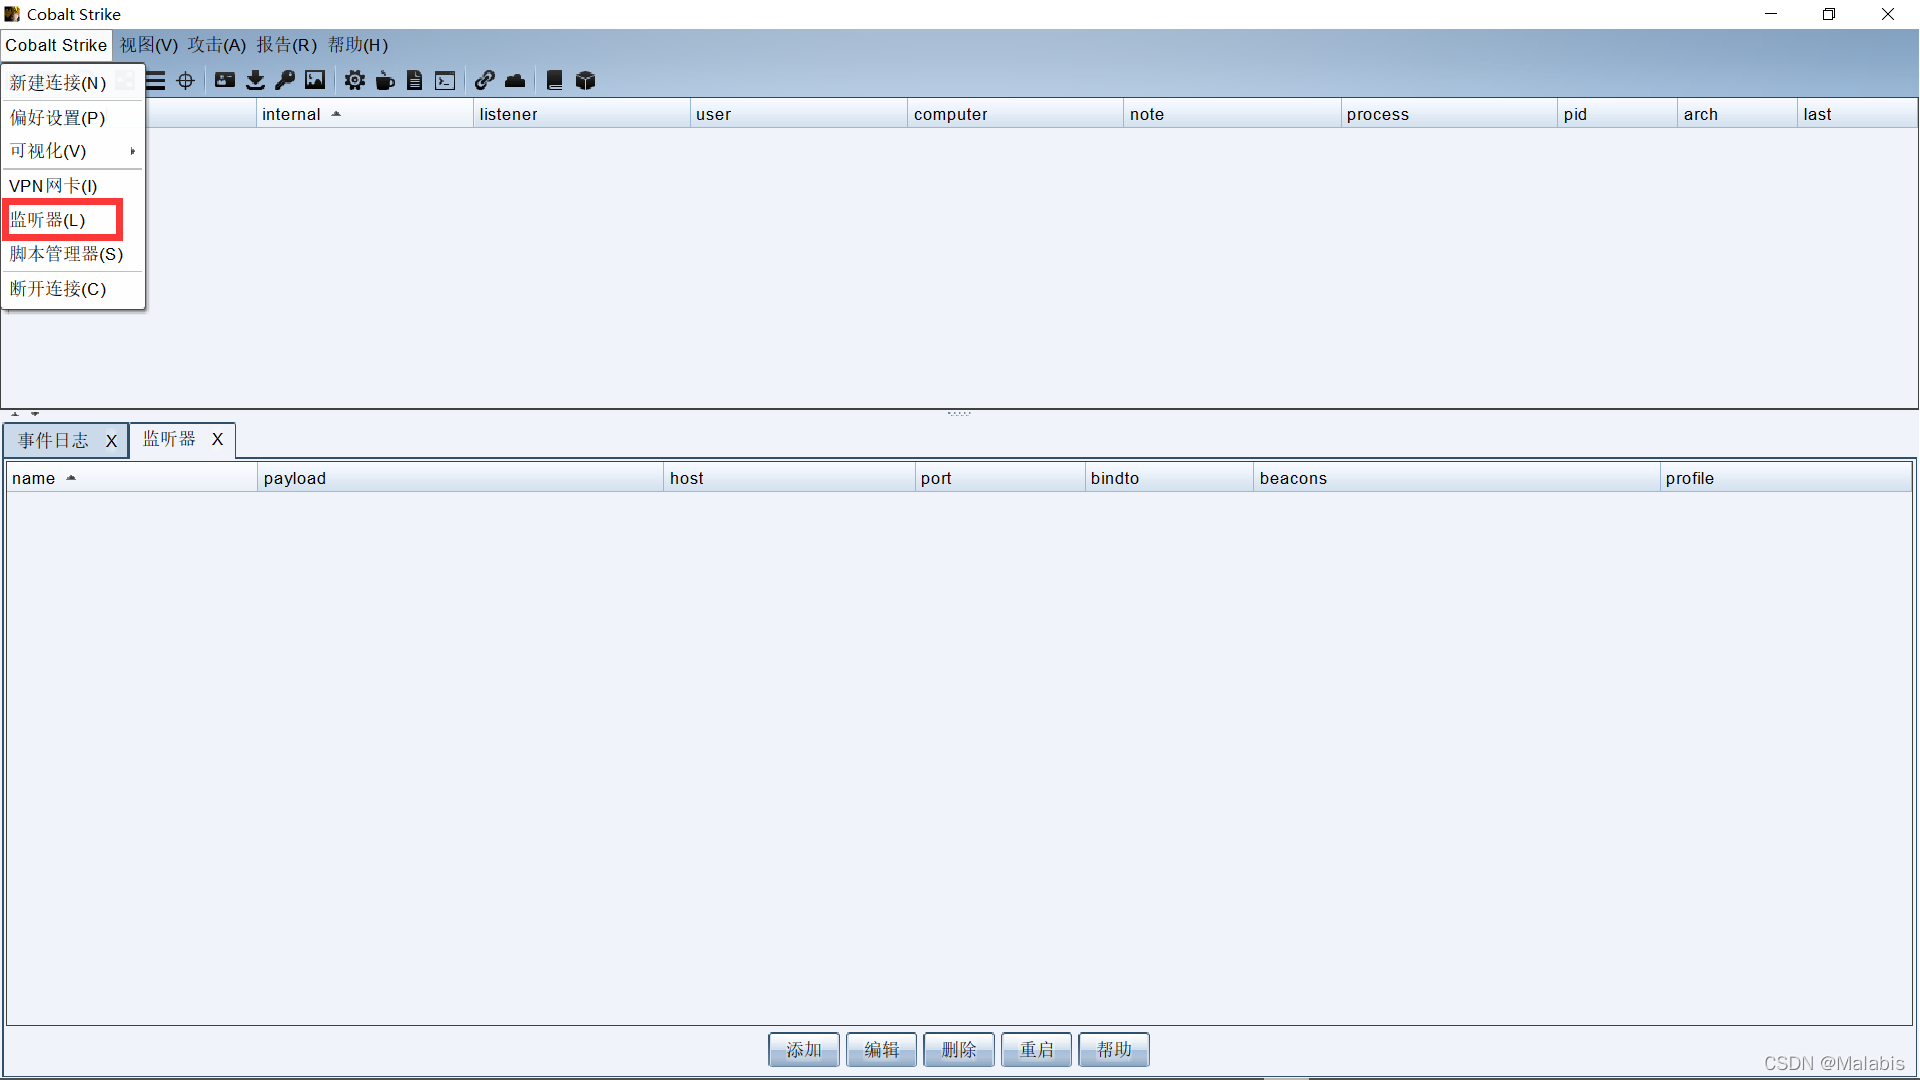 Cobalt Strike
Cobalt Strike 视图(V) 攻击(A) 报告(R) 帮助(H)
新建连接(N)
偏好设置(P)
可视化(V)
VPN网卡(I)
监听器(L)
脚本管理器(S)
断开连接(C)
internal listener user computer note process pid arch last
事件日志 X 监听器 X
name payload host port bindto beacons profile
添加 编辑 删除 重启 帮助
CSDN @Malabis